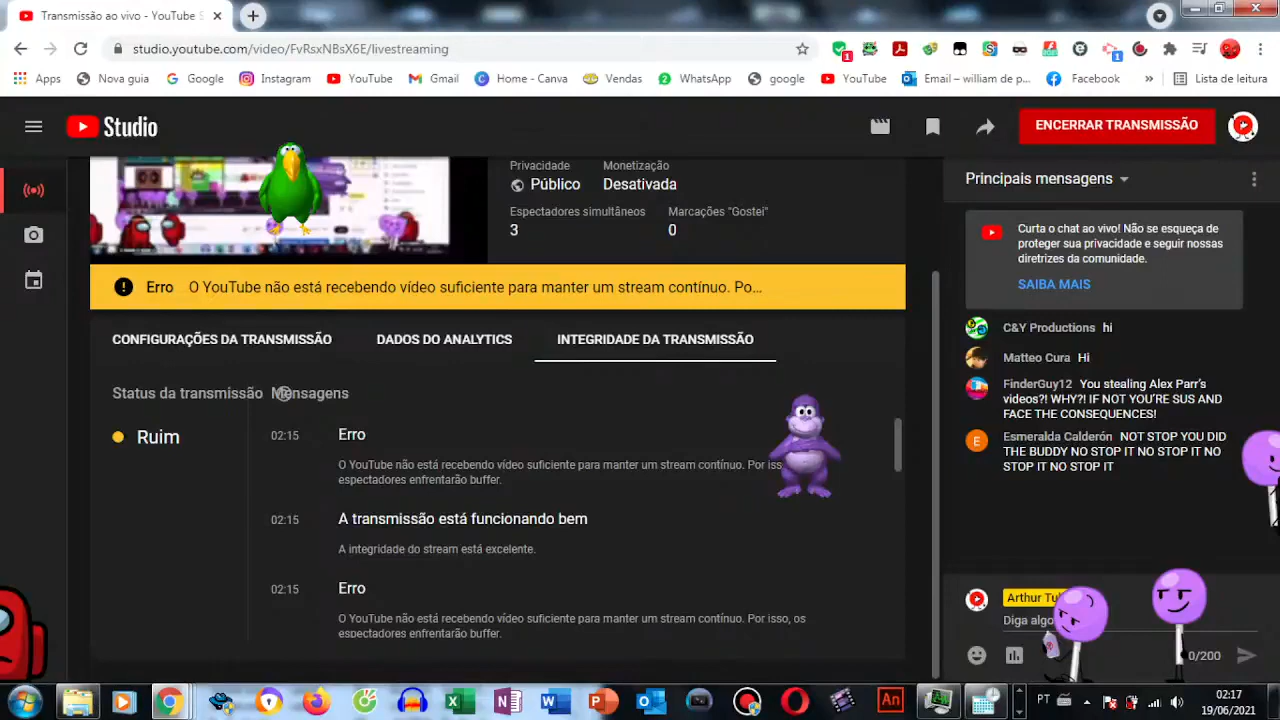 Transmissão ao vivo - YouTube S
studio.youtube.com/video/FvRsxNBsX6E/livestreaming
Apps Nova guia Google Instagram YouTube Gmail Home - Canva Vendas WhatsApp google YouTube Email – william de p... Facebook » Lista de leitura
Studio
ENCERRAR TRANSMISSÃO
Privacidade Monetização
Público Desativada
Espectadores simultâneos Marcações "Gostei"
3 0
Erro O YouTube não está recebendo vídeo suficiente para manter um stream contínuo. Po...
CONFIGURAÇÕES DA TRANSMISSÃO DADOS DO ANALYTICS INTEGRIDADE DA TRANSMISSÃO
Status da transmissão Mensagens
Ruim
02:15 Erro
O YouTube não está recebendo vídeo suficiente para manter um stream contínuo. Por iss
espectadores enfrentarão buffer.
02:15 A transmissão está funcionando bem
A integridade do stream está excelente.
02:15 Erro
O YouTube não está recebendo vídeo suficiente para manter um stream contínuo. Por isso, os
espectadores enfrentarão buffer.
Principais mensagens
Curta o chat ao vivo! Não se esqueça de
proteger sua privacidade e seguir nossas
diretrizes da comunidade.
SAIBA MAIS
C&Y Productions hi
Matteo Cura Hi
FinderGuy12 You stealing Alex Parr's
videos?! WHY?! IF NOT YOU'RE SUS AND
FACE THE CONSEQUENCES!
Esmeralda Calderón NOT STOP YOU DID
THE BUDDY NO STOP IT NO STOP IT NO
STOP IT NO STOP IT
Arthur Tu
Diga algo
0/200
PT
02:17
19/06/2021